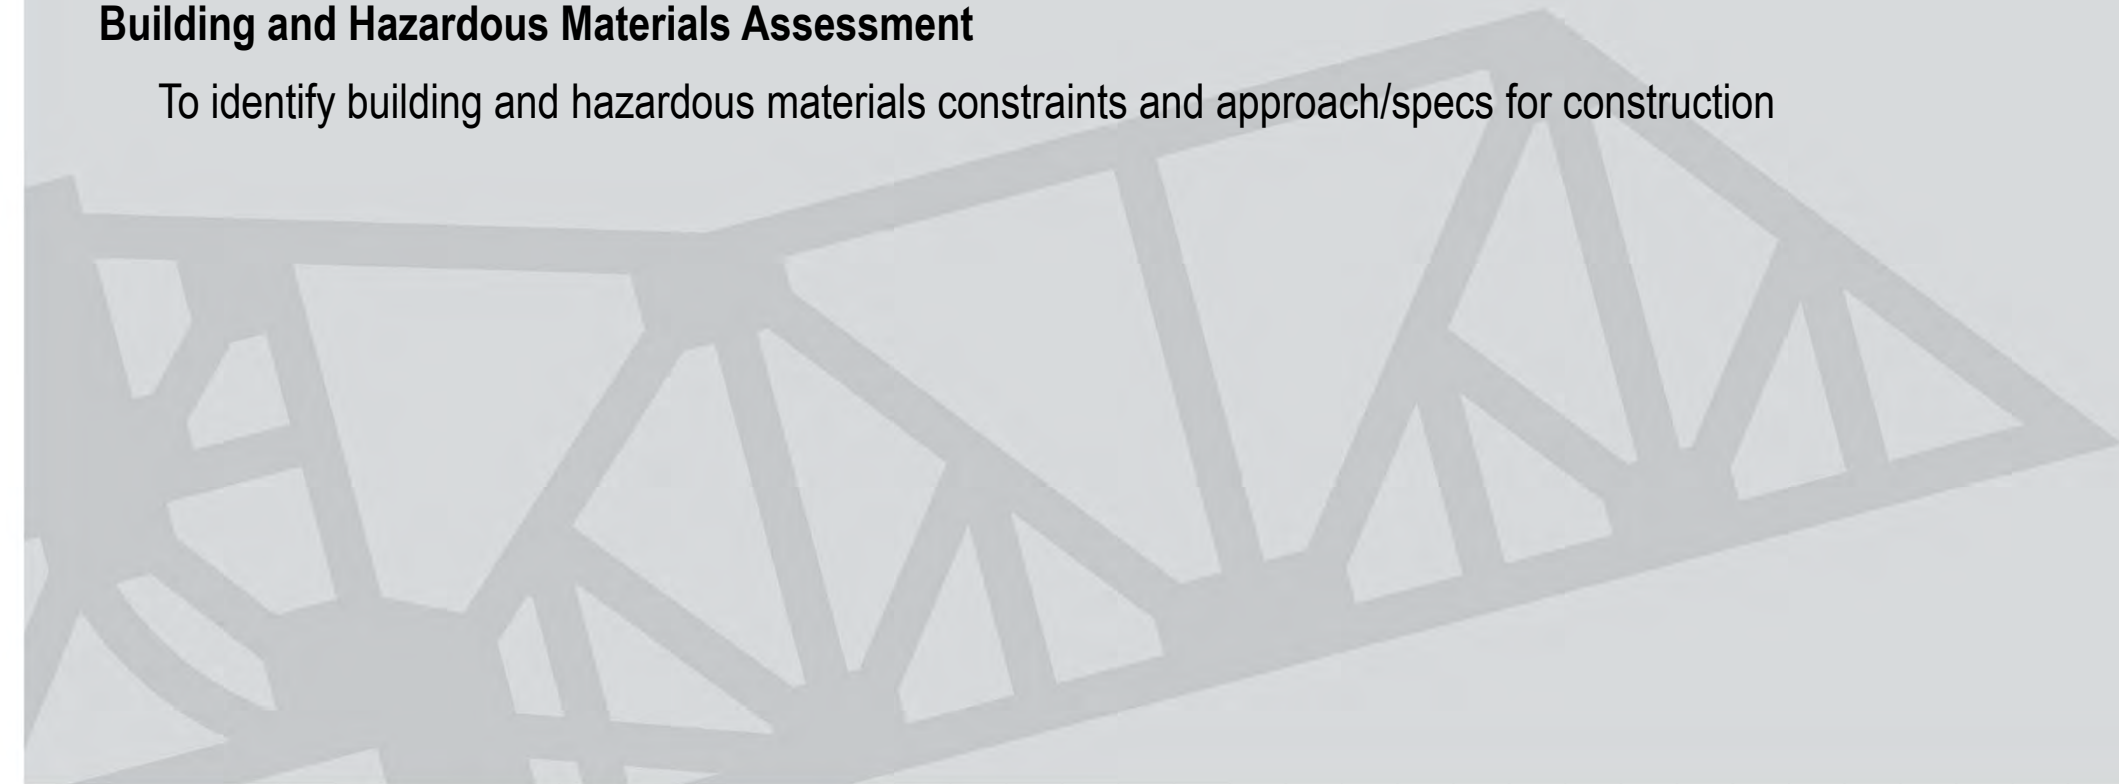 Building and Hazardous Materials Assessment
To identify building and hazardous materials constraints and approach/specs for construction